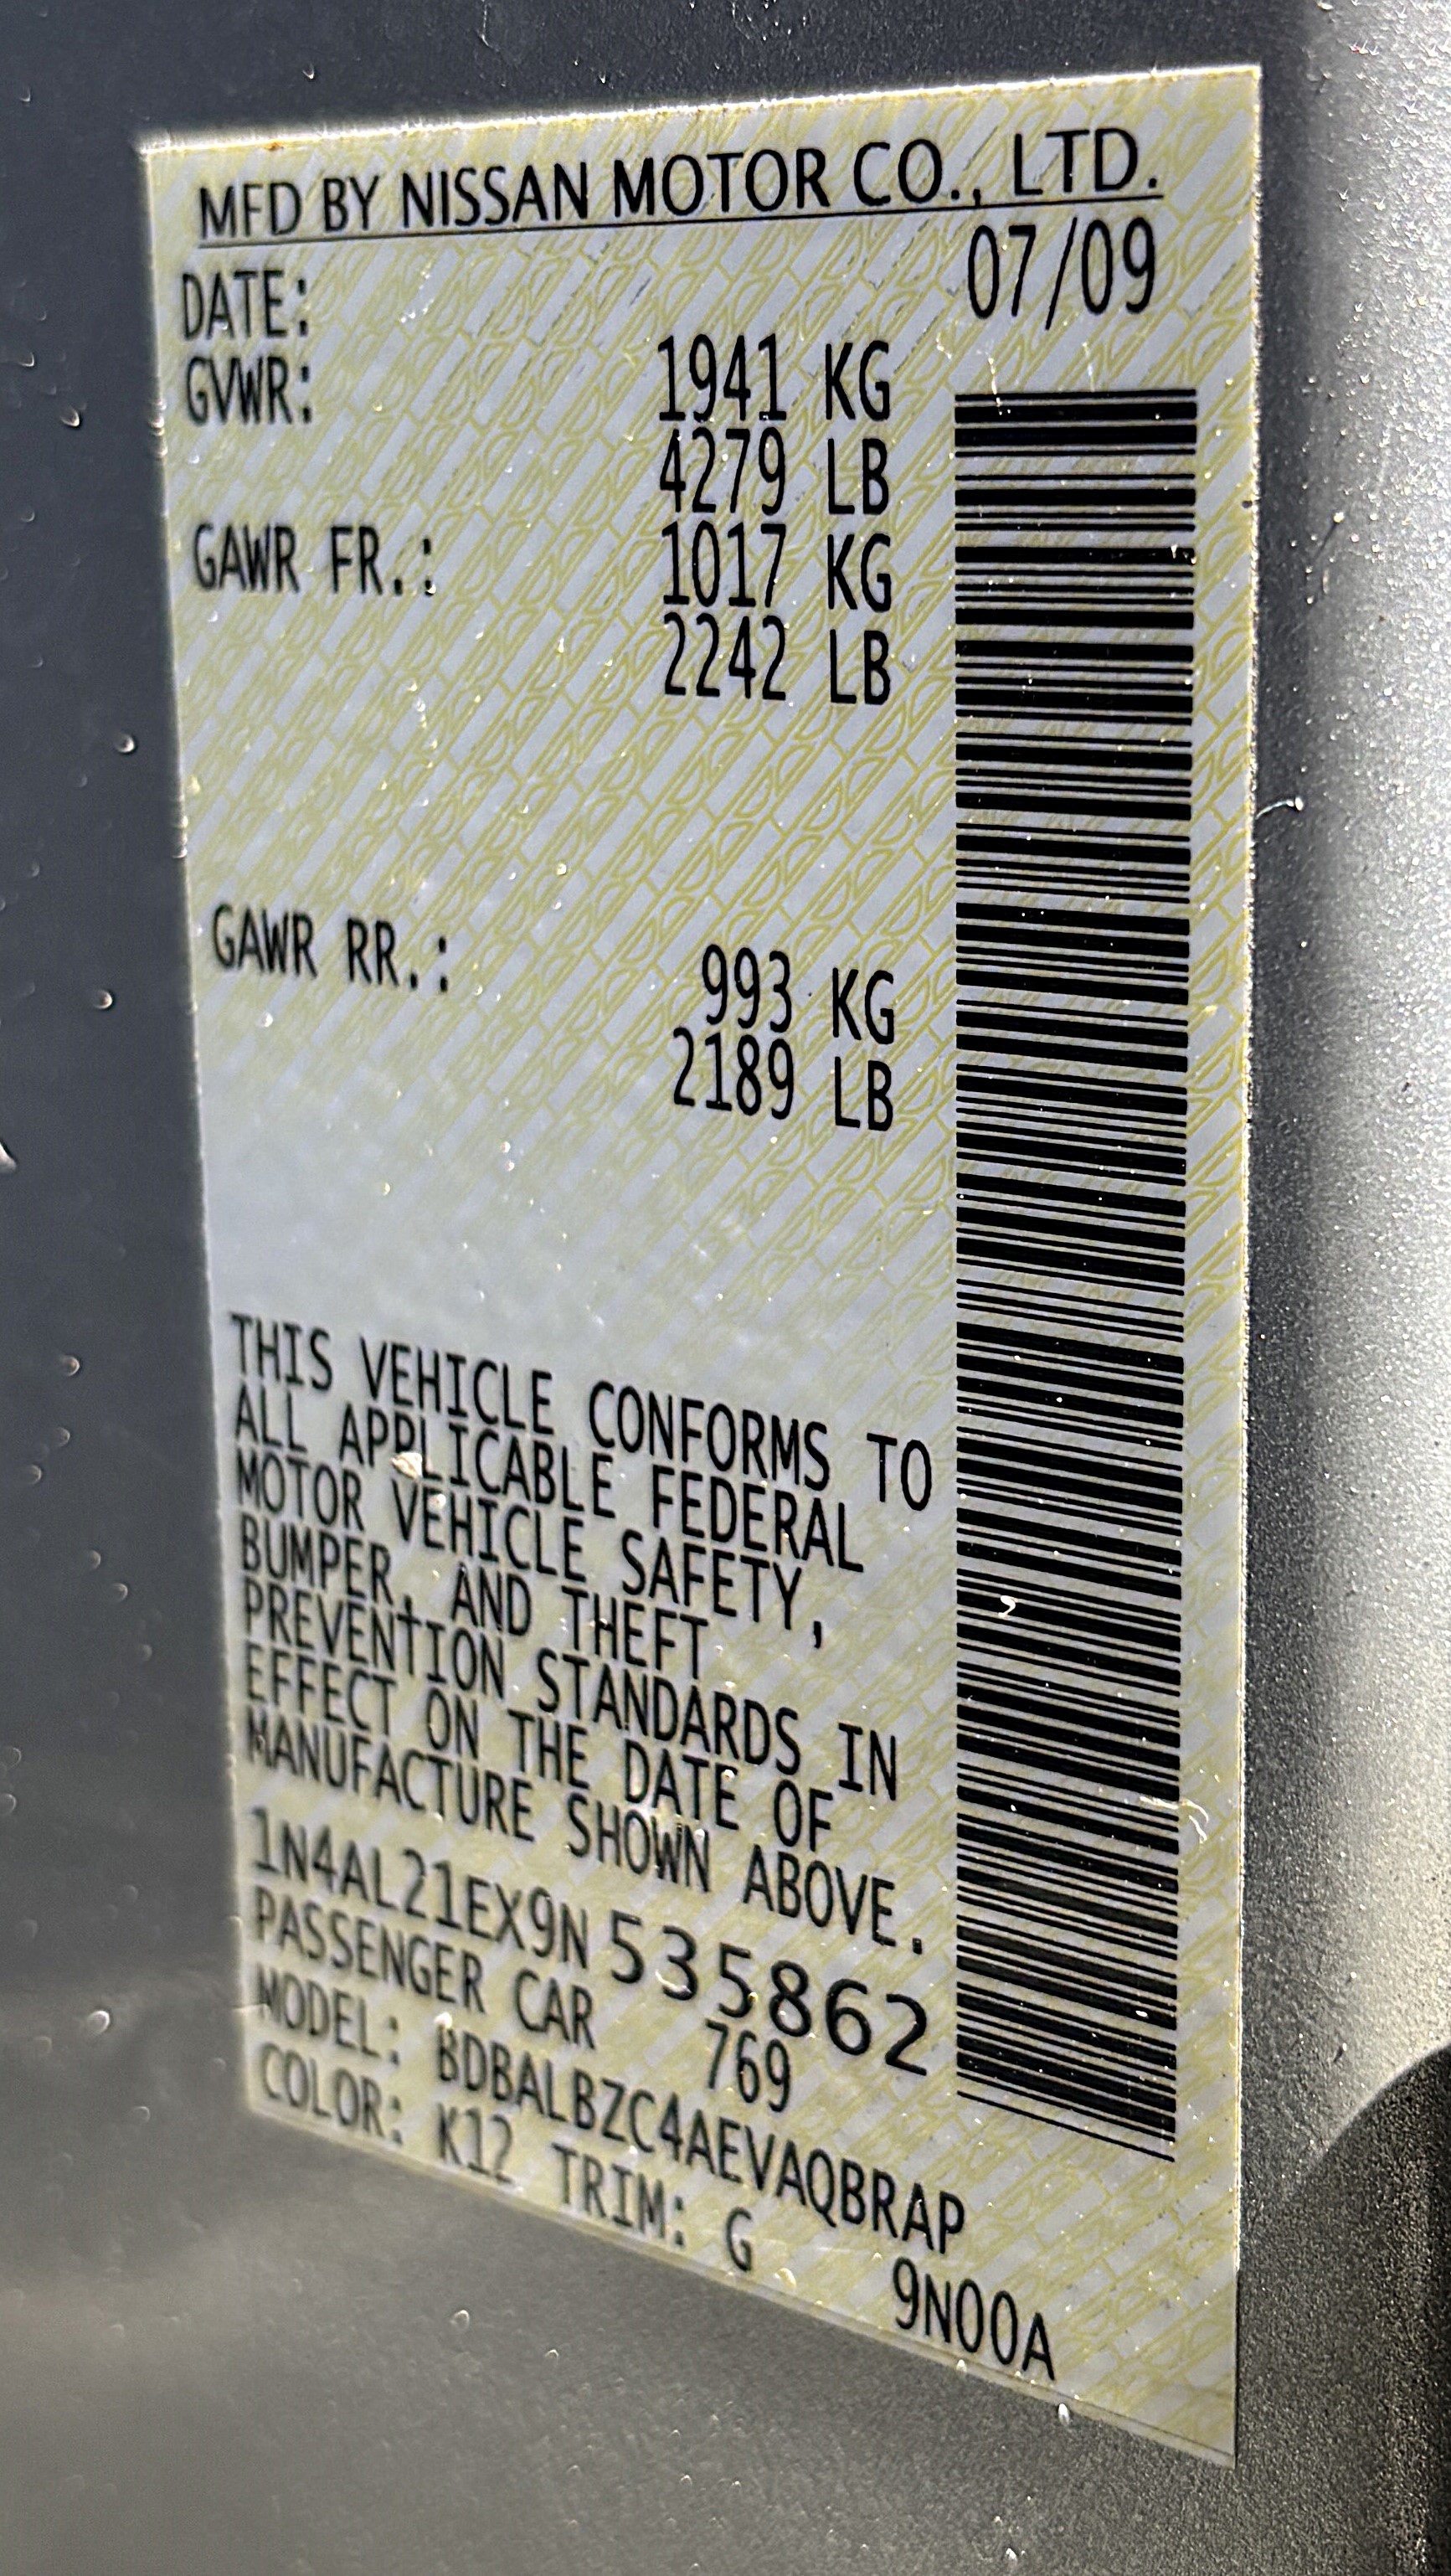 MFD BY NISSAN MOTOR CO., LTD.
DATE: 07/09
GVWR: 1941 KG
4279 LB
GAWR FR.: 1017 KG
2242 LB
GAWR RR.: 993 KG
2189 LB
THIS VEHICLE CONFORMS TO
ALL APPLICABLE FEDERAL
MOTOR VEHICLE SAFETY,
BUMPER, AND THEFT
PREVENTION STANDARDS IN
EFFECT ON THE DATE OF
MANUFACTURE SHOWN ABOVE.
1N4AL21EX9N535862
PASSENGER CAR 769
MODEL: BDBALBZC4AEVAQBRAP
COLOR: K12 TRIM: G 9N00A